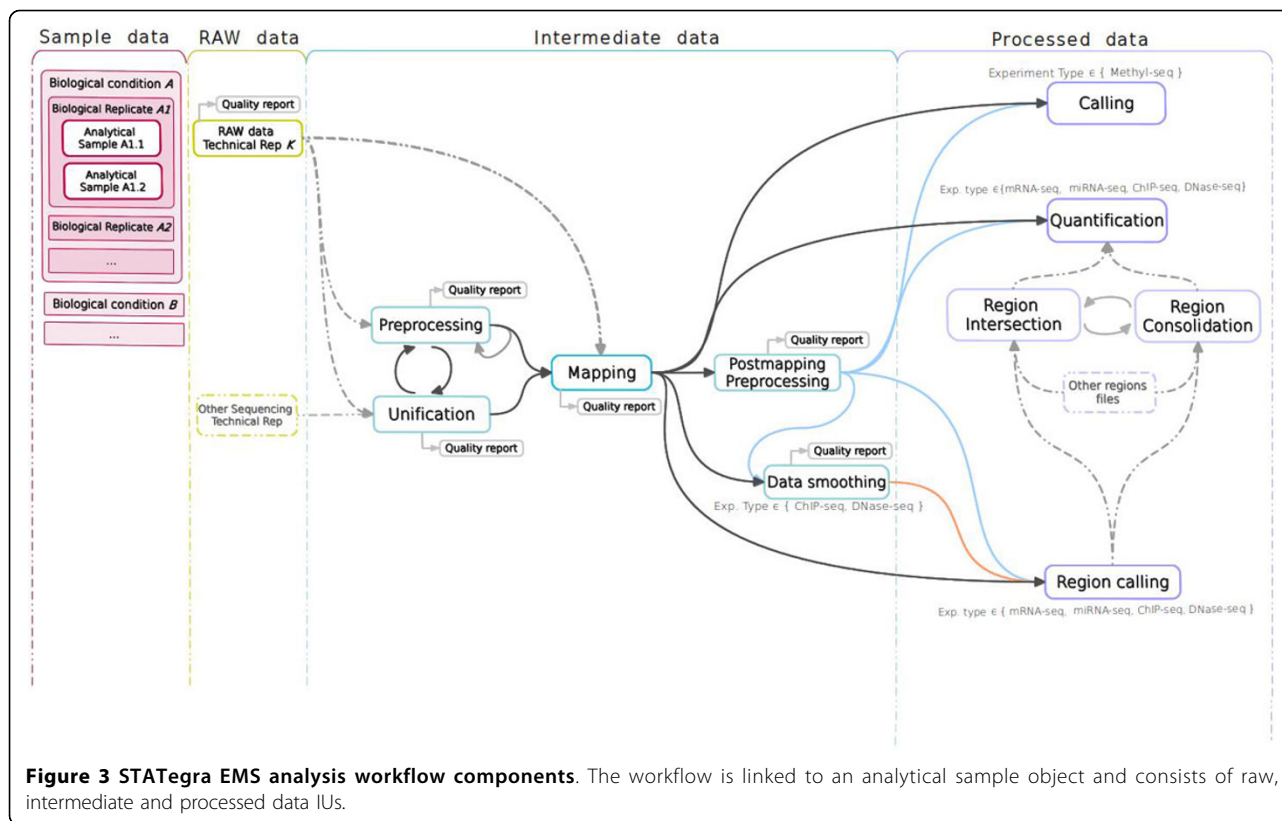 Sample data
RAW data
Intermediate data
Processed data
Biological condition A
Biological Replicate A1
Analytical
Sample A1.1
Analytical
Sample A1.2
Biological Replicate A2
...
Biological condition B
...
Quality report
RAW data
Technical Rep K
Other Sequencing
Technical Rep
Quality report
Preprocessing
Unification
Quality report
Mapping
Quality report
Quality report
Postmapping
Preprocessing
Quality report
Data smoothing
Exp. Type ϵ { ChIP-seq, DNase-seq }
Experiment Type ϵ { Methyl-seq }
Calling
Exp. type ϵ{mRNA-seq, miRNA-seq, ChIP-seq, DNase-seq}
Quantification
Region
Intersection
Region
Consolidation
Other regions
files
Region calling
Exp. type ϵ { mRNA-seq, miRNA-seq, ChIP-seq, DNase-seq }
Figure 3 STATegra EMS analysis workflow components. The workflow is linked to an analytical sample object and consists of raw,
intermediate and processed data IUs.